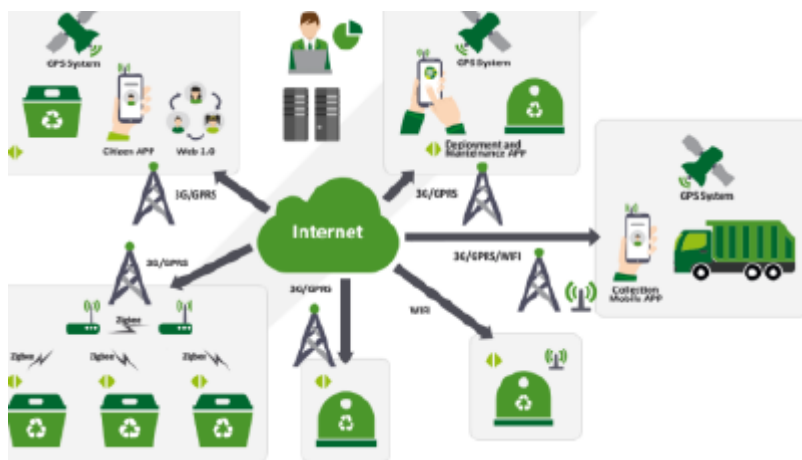 GPS System
GPS System
Citizen APP
Web 2.0
Deployment and
Maintenance APP
3G/GPRS
3G/GPRS
GPS System
Internet
3G/GPRS
3G/GPRS/WIFI
3G/GPRS
Collection
Mobile APP
WIFI
Zigbee
Zigbee
Zigbee
Zigbee